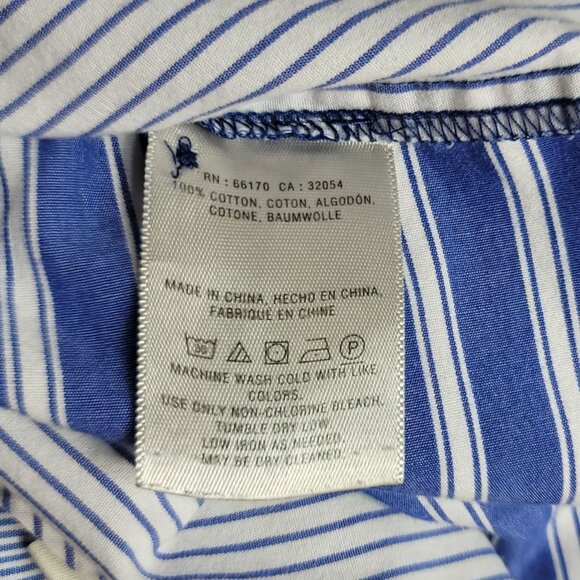 RN : 66170 CA : 32054
100% COTTON, COTON, ALGODÓN,
COTONE, BAUMWOLLE
MADE IN CHINA, HECHO EN CHINA,
FABRIQUÉ EN CHINE
30 P
MACHINE WASH COLD WITH LIKE
COLORS.
USE ONLY NON-CHLORINE BLEACH,
TUMBLE DRY LOW.
LOW IRON AS NEEDED.
MAY BE DRY CLEANED.